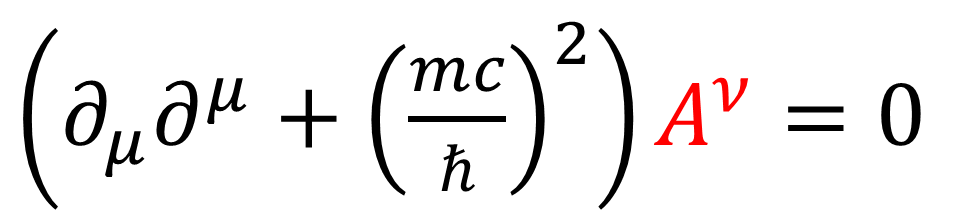 (∂_μ ∂^μ + (mc/ħ)^2) A^ν = 0